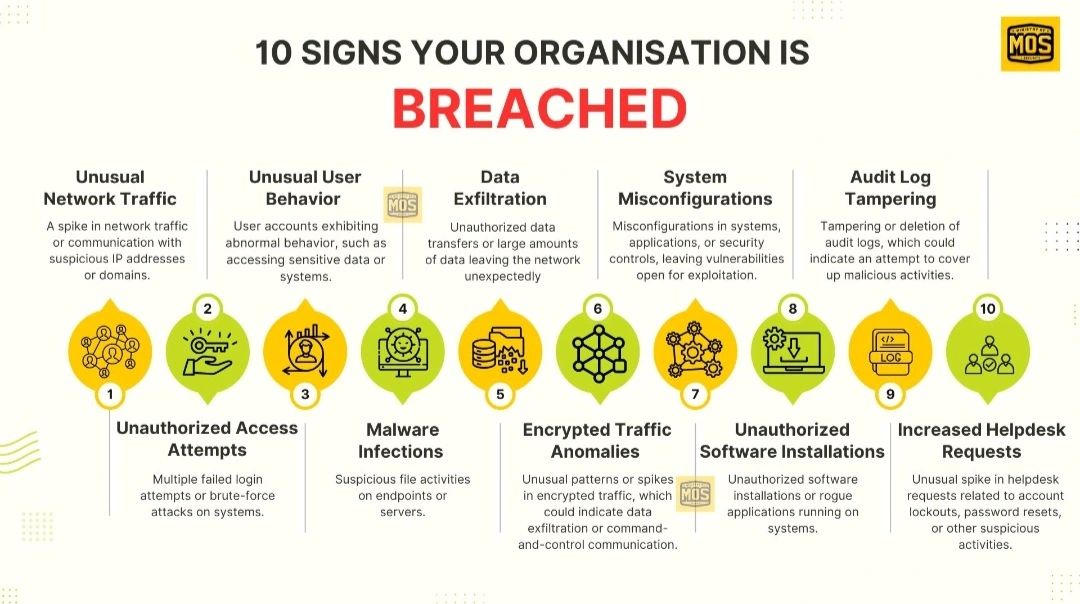 10 SIGNS YOUR ORGANISATION IS
BREACHED
MOS
Unusual
Network Traffic
A spike in network traffic
or communication with
suspicious IP addresses
or domains.
1
2
Unauthorized Access
Attempts
Multiple failed login
attempts or brute-force
attacks on systems.
Unusual User
Behavior
User accounts exhibiting
abnormal behavior, such as
accessing sensitive data or
systems.
3
MOS
4
Malware
Infections
Suspicious file activities
on endpoints or
servers.
Data
Exfiltration
Unauthorized data
transfers or large amounts
of data leaving the network
unexpectedly
5
6
Encrypted Traffic
Anomalies
Unusual patterns or spikes
in encrypted traffic, which
could indicate data
exfiltration or command-
and-control communication.
System
Misconfigurations
Misconfigurations in systems,
applications, or security
controls, leaving vulnerabilities
open for exploitation.
7
MOS
8
Unauthorized
Software Installations
Unauthorized software
installations or rogue
applications running on
systems.
Audit Log
Tampering
Tampering or deletion of
audit logs, which could
indicate an attempt to cover
up malicious activities.
</>
LOG
9
10
Increased Helpdesk
Requests
Unusual spike in helpdesk
requests related to account
lockouts, password resets,
or other suspicious
activities.